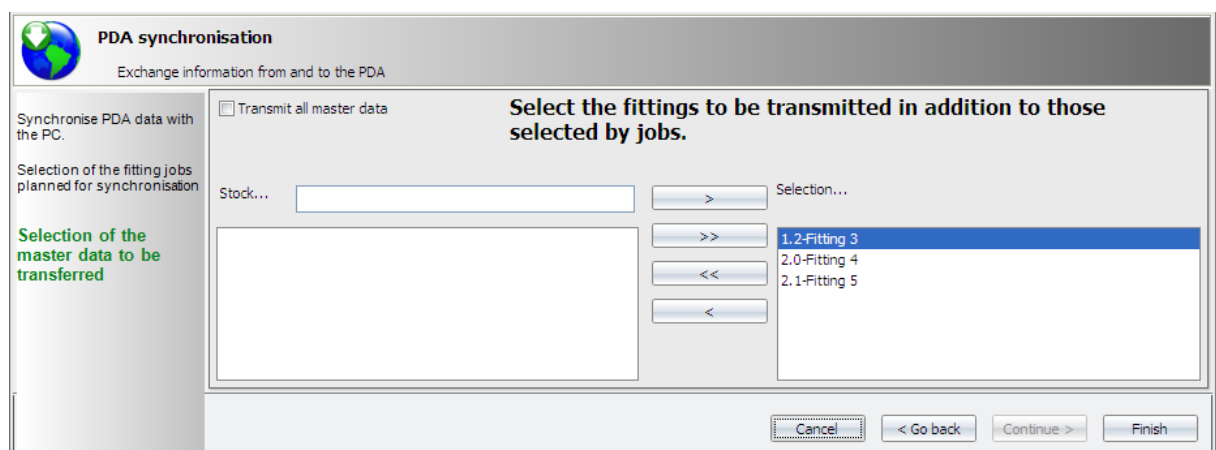 PDA synchronisation
Exchange information from and to the PDA
Synchronise PDA data with
the PC.
Selection of the fitting jobs
planned for synchronisation
Selection of the
master data to be
transferred
Transmit all master data
Select the fittings to be transmitted in addition to those
selected by jobs.
Stock...
>
>>
<<
<
Selection...
1.2-Fitting 3
2.0-Fitting 4
2.1-Fitting 5
Cancel
< Go back
Continue >
Finish